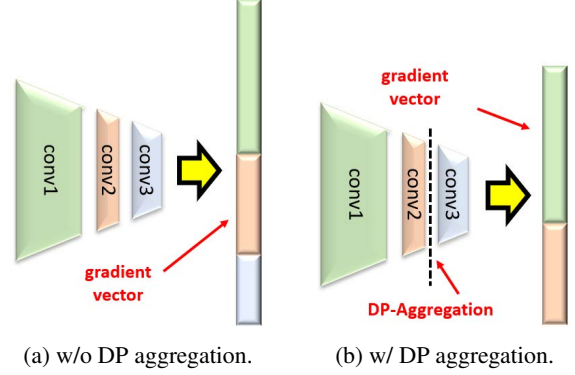 conv1
conv2
conv3
gradient
vector
(a) w/o DP aggregation.
gradient
vector
conv1
conv2
conv3
DP-Aggregation
(b) w/ DP aggregation.